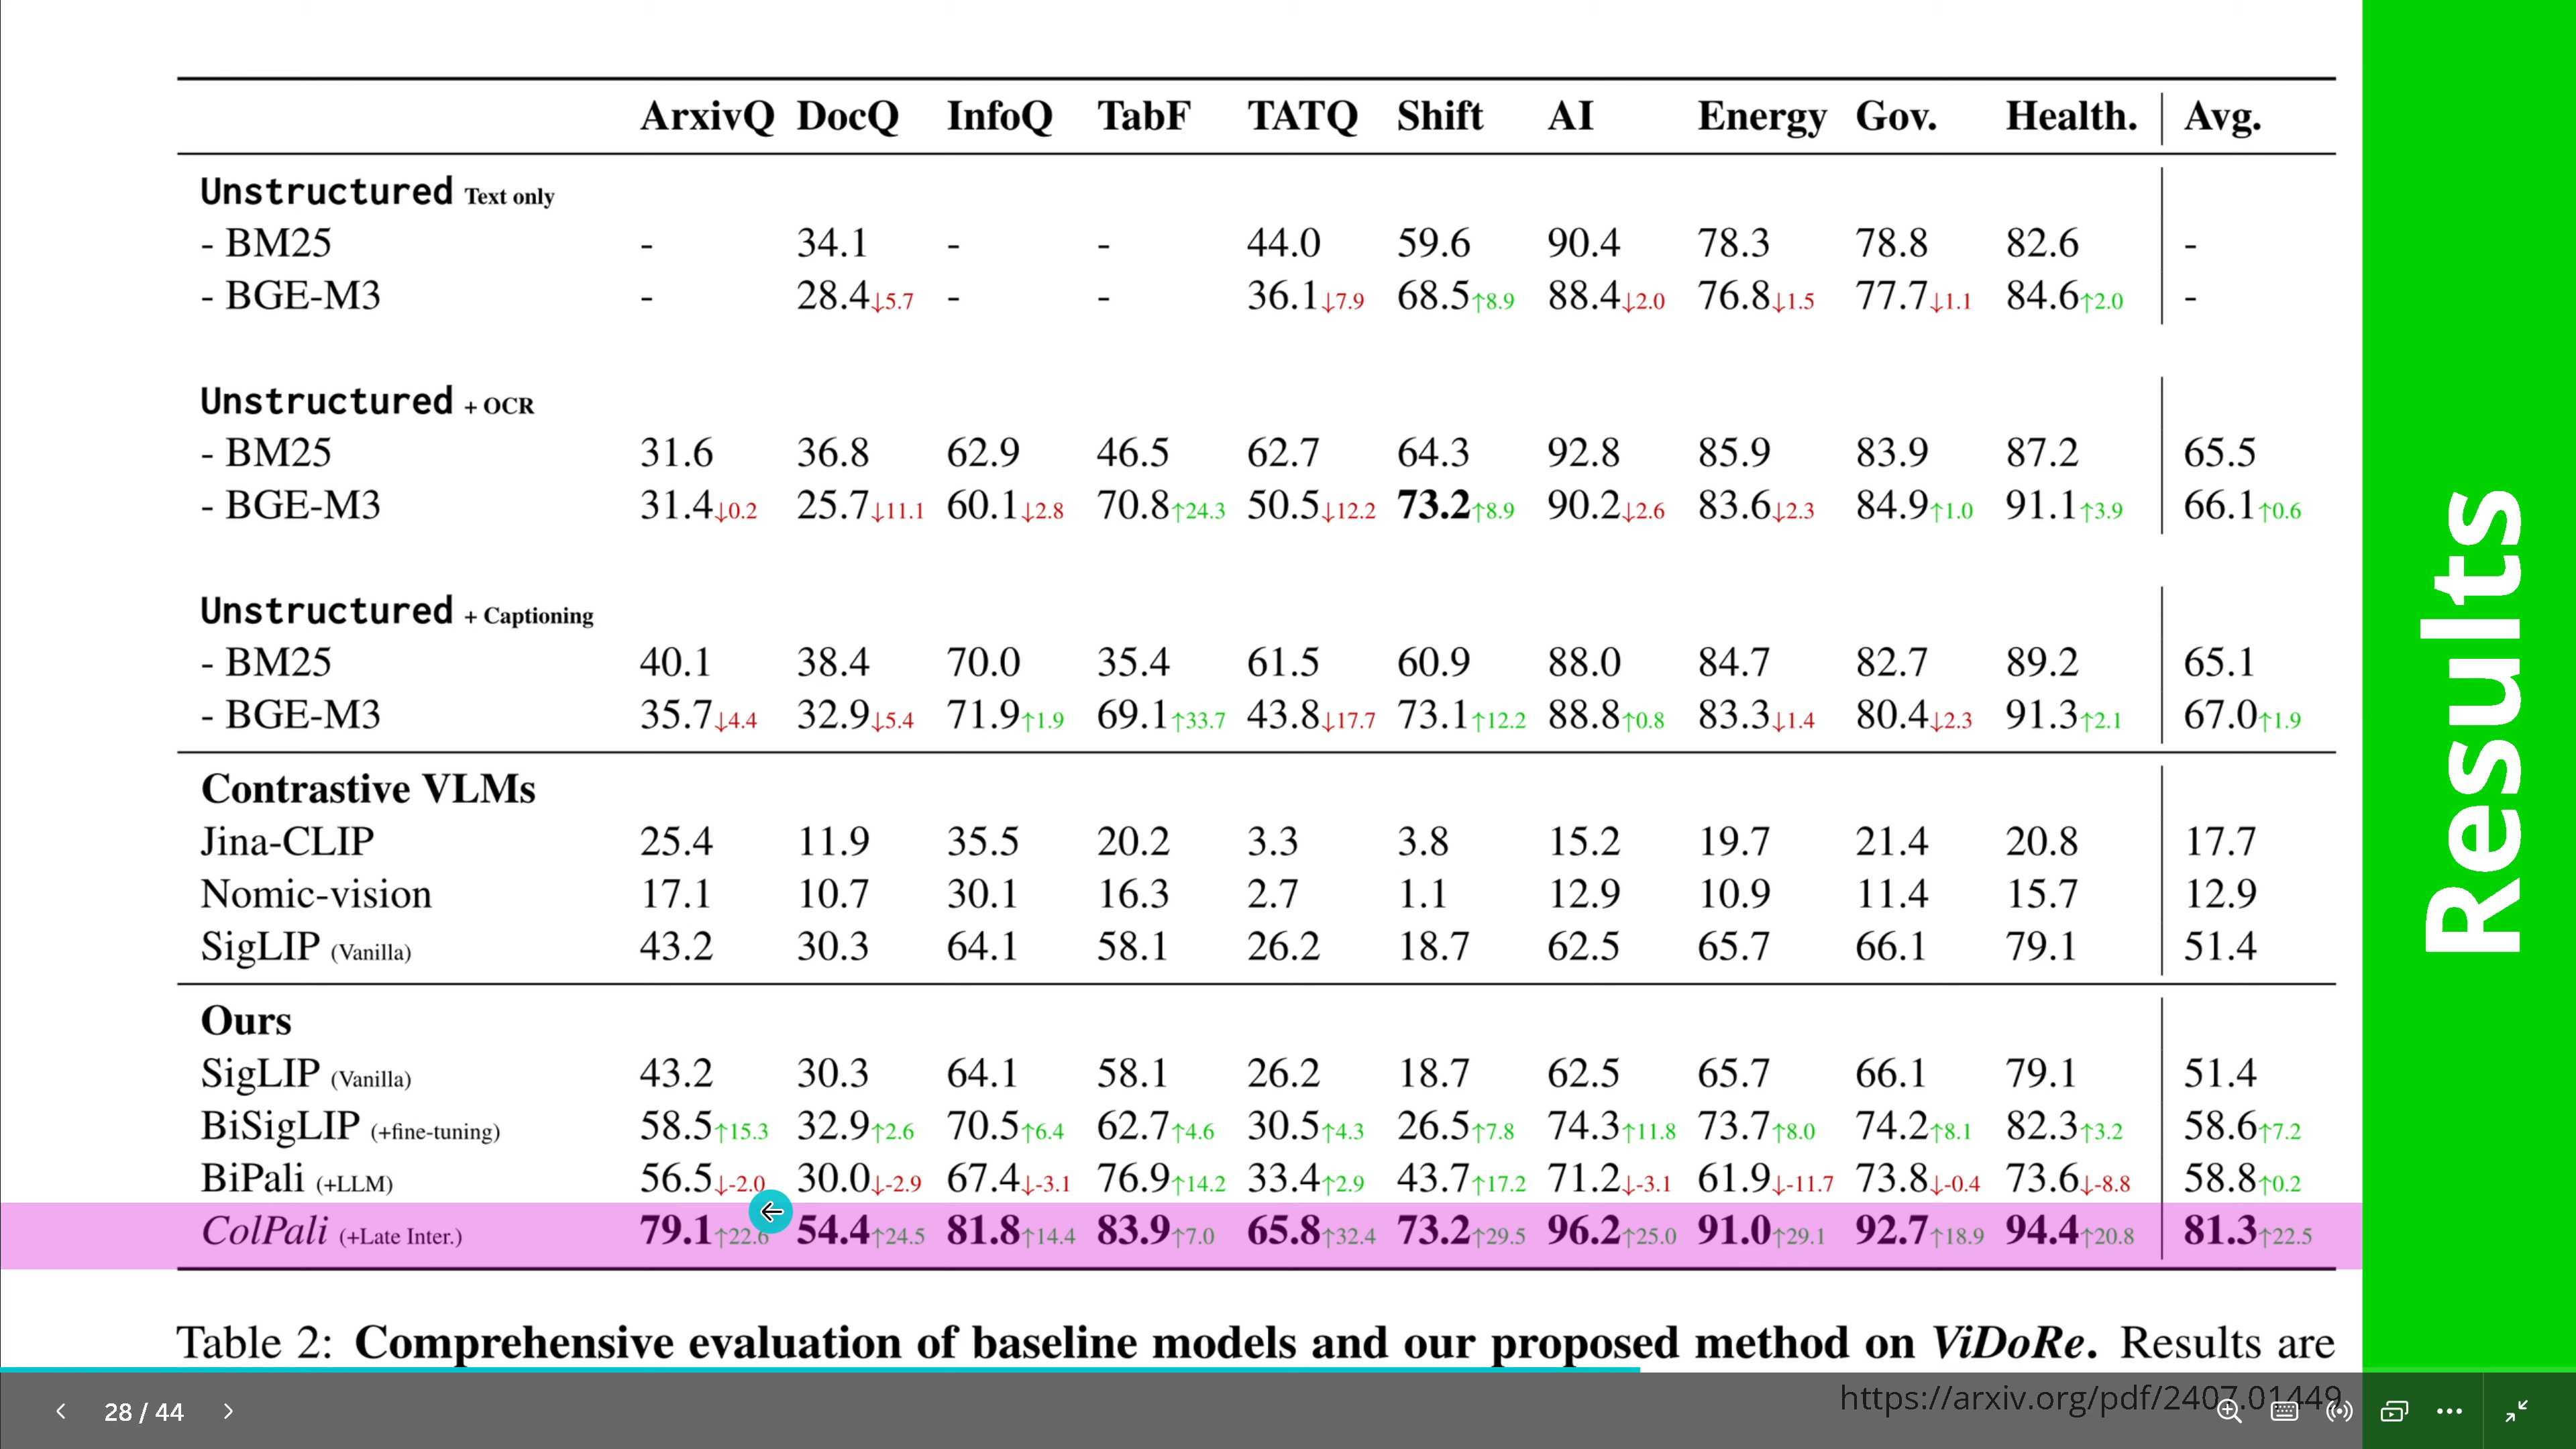 ArxivQ DocQ InfoQ TabF TATQ Shift AI Energy Gov. Health. Avg.
Unstructured Text only
- BM25 - 34.1 - - 44.0 59.6 90.4 78.3 78.8 82.6 -
- BGE-M3 - 28.4↓5.7 - - 36.1↓7.9 68.5↑8.9 88.4↓2.0 76.8↓1.5 77.7↓1.1 84.6↑2.0 -
Unstructured + OCR
- BM25 31.6 36.8 62.9 46.5 62.7 64.3 92.8 85.9 83.9 87.2 65.5
- BGE-M3 31.4↓0.2 25.7↓11.1 60.1↓2.8 70.8↑24.3 50.5↓12.2 73.2↑8.9 90.2↓2.6 83.6↓2.3 84.9↑1.0 91.1↑3.9 66.1↑0.6
Unstructured + Captioning
- BM25 40.1 38.4 70.0 35.4 61.5 60.9 88.0 84.7 82.7 89.2 65.1
- BGE-M3 35.7↓4.4 32.9↓5.4 71.9↑1.9 69.1↑33.7 43.8↓17.7 73.1↑12.2 88.8↑0.8 83.3↓1.4 80.4↓2.3 91.3↑2.1 67.0↑1.9
Contrastive VLMs
Jina-CLIP 25.4 11.9 35.5 20.2 3.3 3.8 15.2 19.7 21.4 20.8 17.7
Nomic-vision 17.1 10.7 30.1 16.3 2.7 1.1 12.9 10.9 11.4 15.7 12.9
SigLIP (Vanilla) 43.2 30.3 64.1 58.1 26.2 18.7 62.5 65.7 66.1 79.1 51.4
Ours
SigLIP (Vanilla) 43.2 30.3 64.1 58.1 26.2 18.7 62.5 65.7 66.1 79.1 51.4
BiSigLIP (+fine-tuning) 58.5↑15.3 32.9↑2.6 70.5↑6.4 62.7↑4.6 30.5↑4.3 26.5↑7.8 74.3↑11.8 73.7↑8.0 74.2↑8.1 82.3↑3.2 58.6↑7.2
BiPali (+LLM) 56.5↓-2.0 30.0↓-2.9 67.4↓-3.1 76.9↑14.2 33.4↑2.9 43.7↑17.2 71.2↓-3.1 61.9↓-11.7 73.8↓-0.4 73.6↓-8.8 58.8↑0.2
ColPali (+Late Inter.) 79.1↑22.6 54.4↑24.5 81.8↑14.4 83.9↑7.0 65.8↑32.4 73.2↑29.5 96.2↑25.0 91.0↑29.1 92.7↑18.9 94.4↑20.8 81.3↑22.5
Table 2: Comprehensive evaluation of baseline models and our proposed method on ViDoRe. Results are
Results
https://arxiv.org/pdf/2407.01449
28 / 44